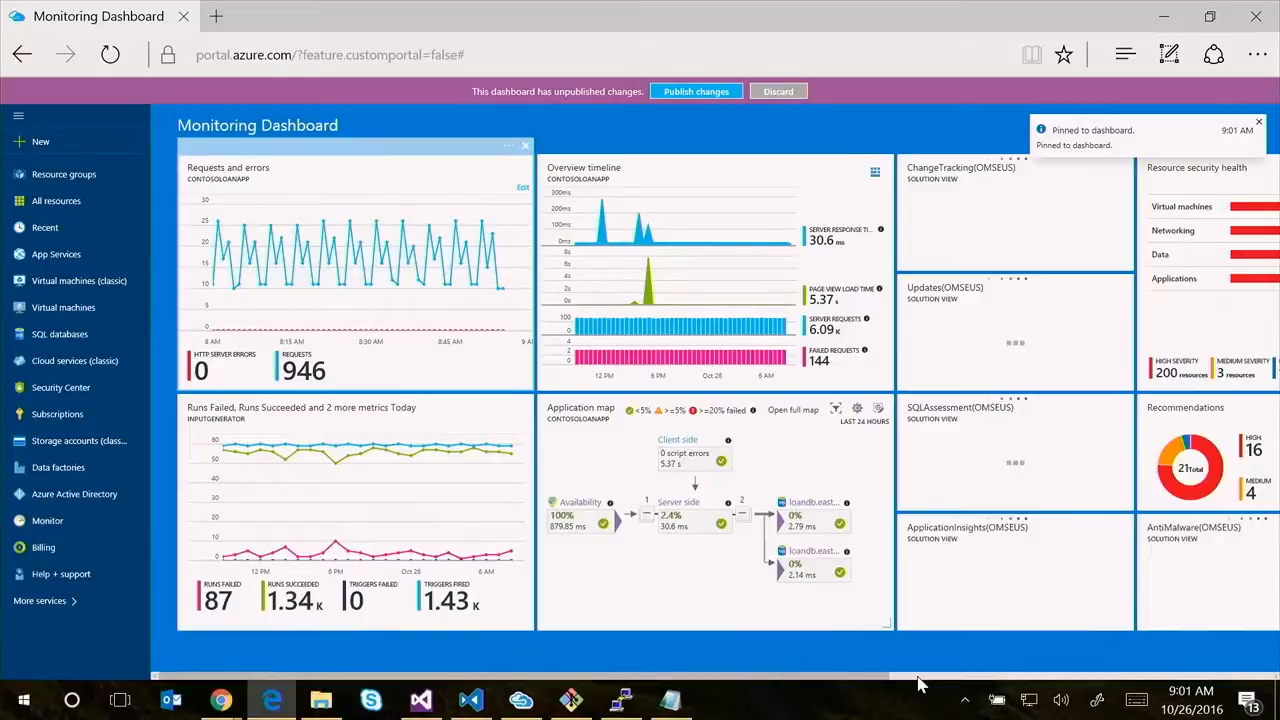 Monitoring Dashboard
portal.azure.com/?feature.customportal=false#
This dashboard has unpublished changes.
Publish changes
Discard
New
Resource groups
All resources
Recent
App Services
Virtual machines (classic)
Virtual machines
SQL databases
Cloud services (classic)
Security Center
Subscriptions
Storage accounts (class...
Data factories
Azure Active Directory
Monitor
Billing
Help + support
More services
Monitoring Dashboard
Pinned to dashboard.
9:01 AM
Pinned to dashboard.
Requests and errors
CONTOSOLOANAPP
Edit
30
25
20
15
10
5
0
8 AM
8:15 AM
8:30 AM
8:45 AM
9 A
HTTP SERVER ERRORS
0
REQUESTS
946
Overview timeline
CONTOSOLOANAPP
300ms
200ms
100ms
0ms
8s
6s
4s
2s
0s
100
0
4
2
0
12 PM
6 PM
Oct 26
6 AM
SERVER RESPONSE TI...
30.6 ms
PAGE VIEW LOAD TIME
5.37 s
SERVER REQUESTS
6.09 K
FAILED REQUESTS
144
ChangeTracking(OMSEUS)
SOLUTION VIEW
Updates(OMSEUS)
SOLUTION VIEW
Resource security health
Virtual machines
Networking
Data
Applications
HIGH SEVERITY
200 resources
MEDIUM SEVERITY
3 resources
Runs Failed, Runs Succeeded and 2 more metrics Today
INPUTGENERATOR
60
50
40
30
20
10
0
12 PM
6 PM
Oct 26
6 AM
RUNS FAILED
87
RUNS SUCCEEDED
1.34 K
TRIGGERS FAILED
0
TRIGGERS FIRED
1.43 K
Application map
CONTOSOLOANAPP
<5%
>=5%
>=20% failed
Open full map
LAST 24 HOURS
Client side
0 script errors
5.37 s
Availability
100%
879.85 ms
1
Server side
2.4%
30.6 ms
2
loandb.east...
0%
2.79 ms
loandb.east...
0%
2.14 ms
SQLAssessment(OMSEUS)
SOLUTION VIEW
ApplicationInsights(OMSEUS)
SOLUTION VIEW
Recommendations
21 Total
HIGH
16
MEDIUM
4
AntiMalware(OMSEUS)
SOLUTION VIEW
9:01 AM
10/26/2016
13